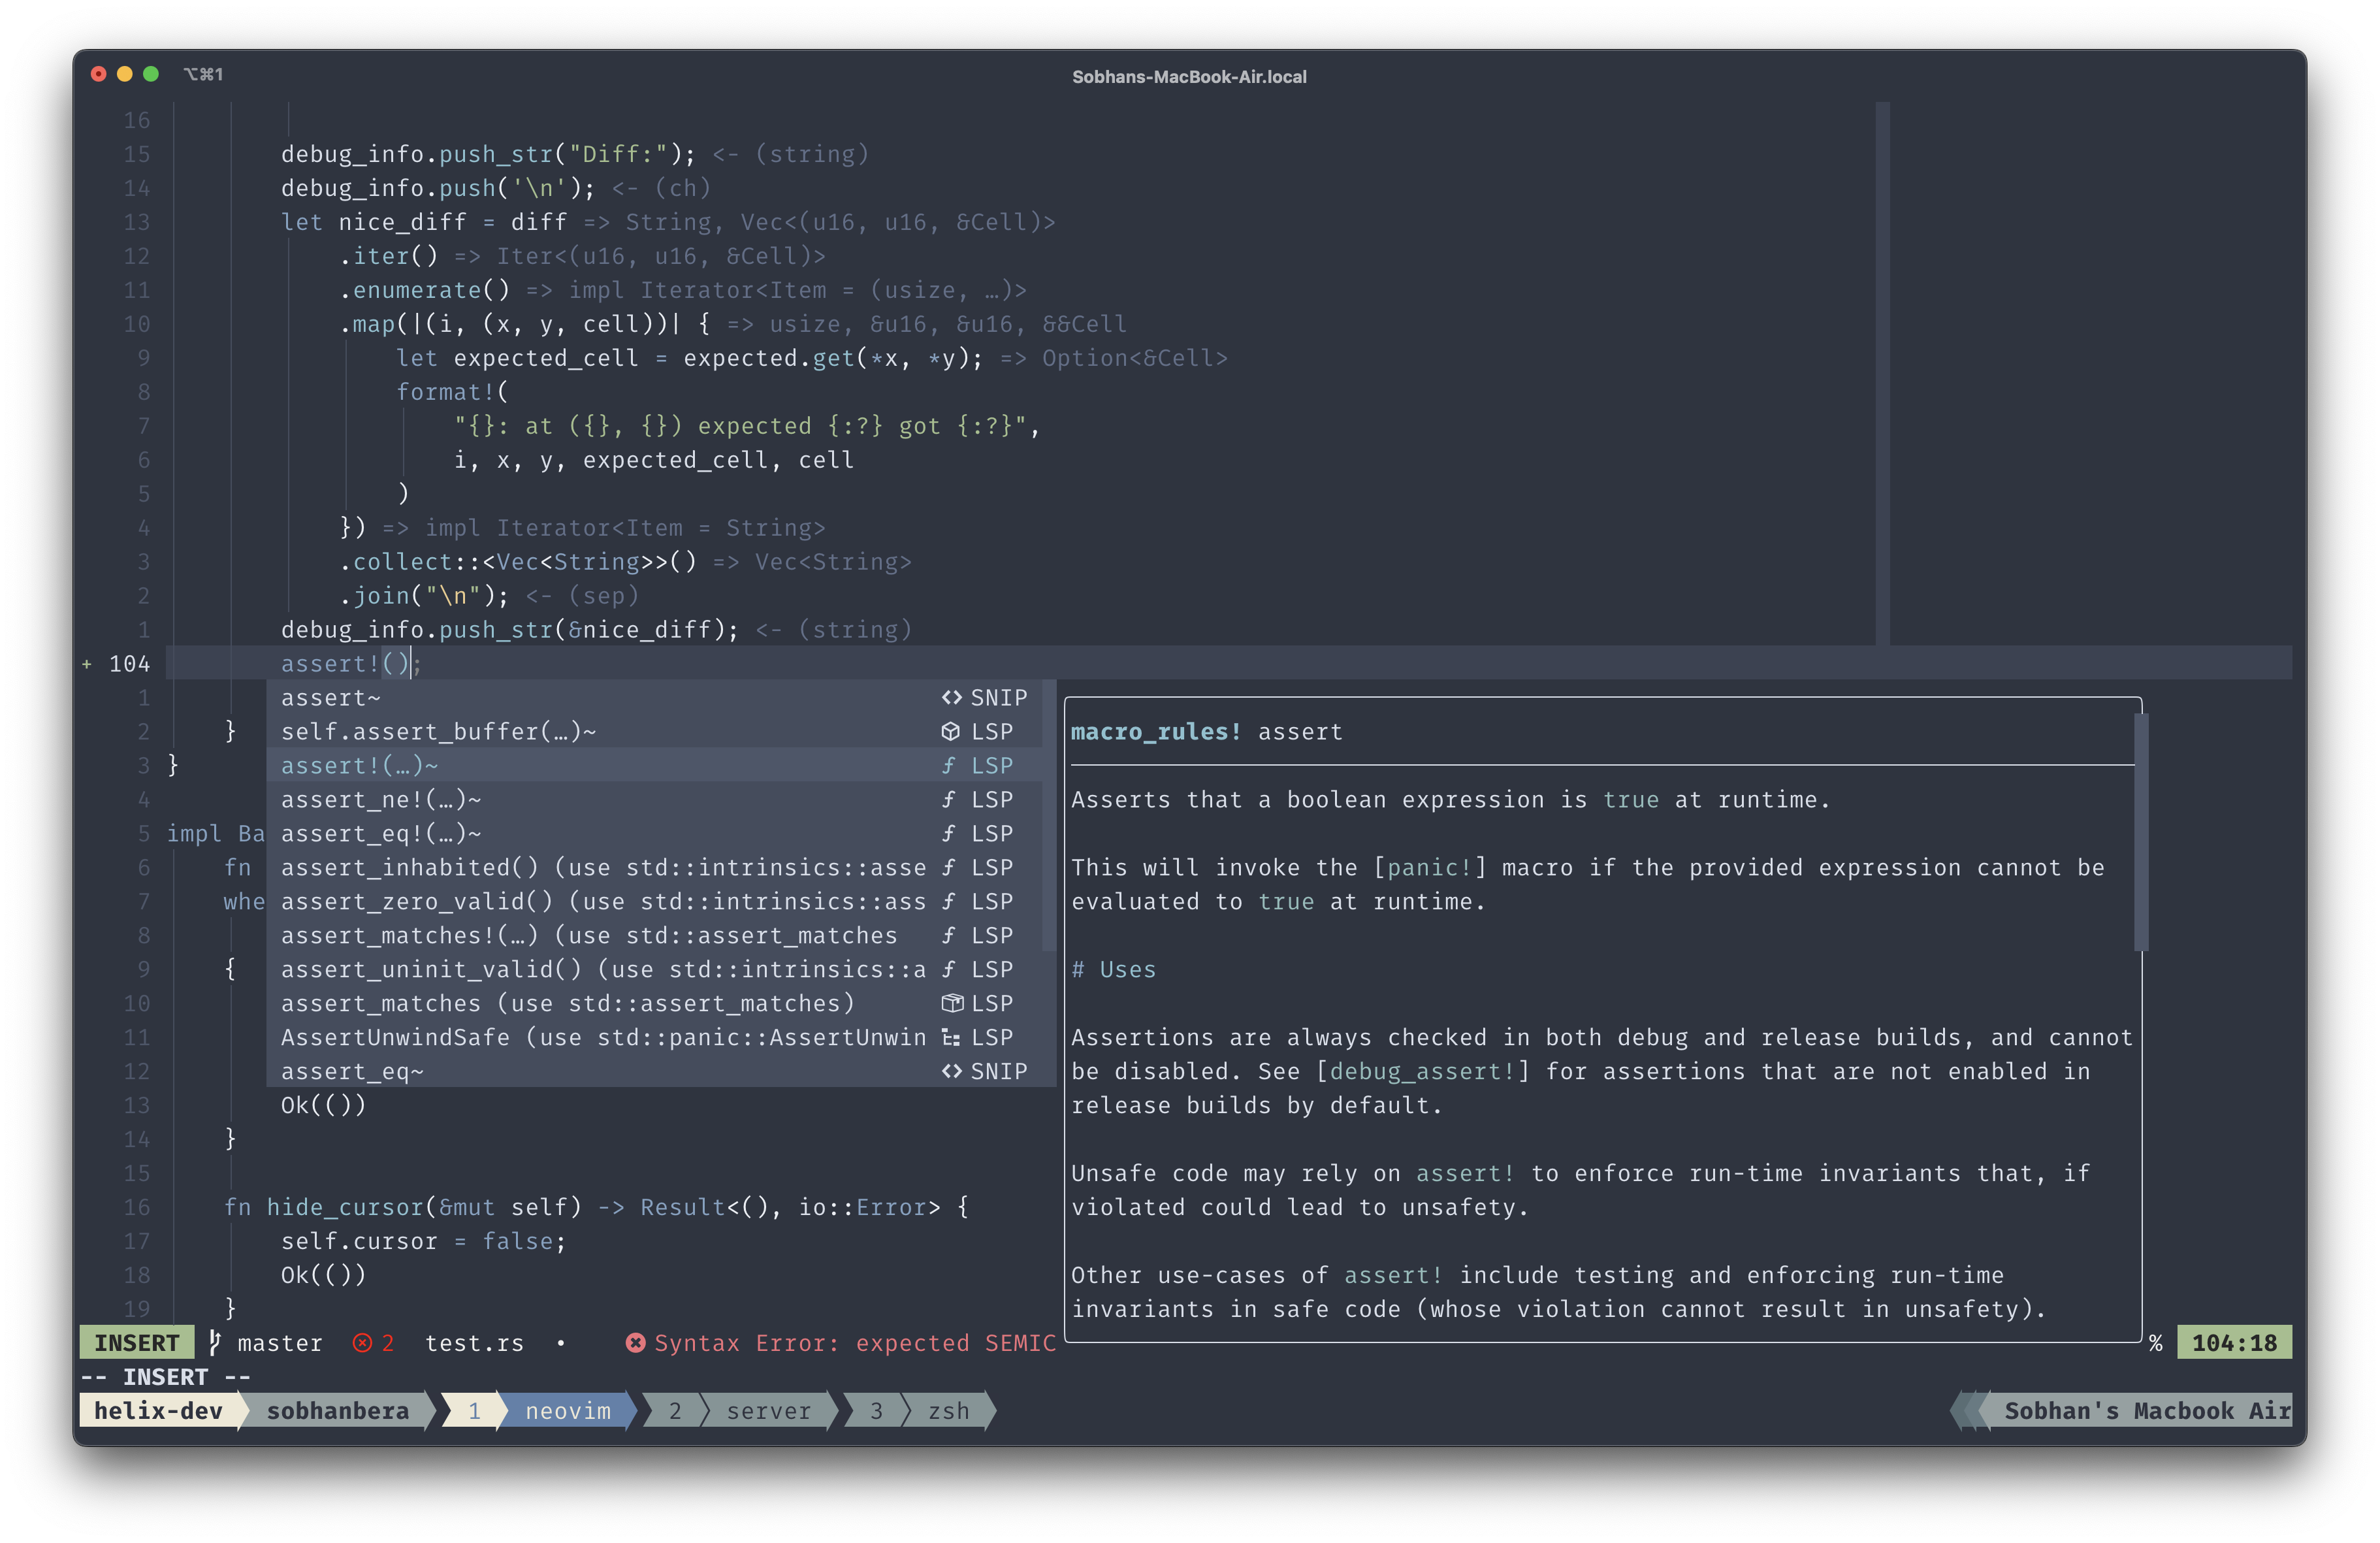 ⌥⌘1 Sobhans-MacBook-Air.local
16
15 debug_info.push_str("Diff:"); <- (string)
14 debug_info.push('\n'); <- (ch)
13 let nice_diff = diff => String, Vec<(u16, u16, &Cell)>
12 .iter() => Iter<(u16, u16, &Cell)>
11 .enumerate() => impl Iterator<Item = (usize, …)>
10 .map(|(i, (x, y, cell))| { => usize, &u16, &u16, &&Cell
9 let expected_cell = expected.get(*x, *y); => Option<&Cell>
8 format!(
7 "{}: at ({}, {}) expected {:?} got {:?}",
6 i, x, y, expected_cell, cell
5 )
4 }) => impl Iterator<Item = String>
3 .collect::<Vec<String>>() => Vec<String>
2 .join("\n"); <- (sep)
1 debug_info.push_str(&nice_diff); <- (string)
+ 104 assert!();
1 assert~ <> SNIP
2 } self.assert_buffer(…)~ LSP macro_rules! assert
3 } assert!(…)~ ƒ LSP
4 assert_ne!(…)~ ƒ LSP Asserts that a boolean expression is true at runtime.
5 impl Ba assert_eq!(…)~ ƒ LSP
6 fn assert_inhabited() (use std::intrinsics::asse ƒ LSP This will invoke the [panic!] macro if the provided expression cannot be
7 whe assert_zero_valid() (use std::intrinsics::ass ƒ LSP evaluated to true at runtime.
8 assert_matches!(…) (use std::assert_matches ƒ LSP
9 { assert_uninit_valid() (use std::intrinsics::a ƒ LSP # Uses
10 assert_matches (use std::assert_matches) LSP
11 AssertUnwindSafe (use std::panic::AssertUnwin LSP Assertions are always checked in both debug and release builds, and cannot
12 assert_eq~ <> SNIP be disabled. See [debug_assert!] for assertions that are not enabled in
13 Ok(()) release builds by default.
14 }
15 Unsafe code may rely on assert! to enforce run-time invariants that, if
16 fn hide_cursor(&mut self) -> Result<(), io::Error> { violated could lead to unsafety.
17 self.cursor = false;
18 Ok(()) Other use-cases of assert! include testing and enforcing run-time
19 } invariants in safe code (whose violation cannot result in unsafety).
INSERT master 2 test.rs • Syntax Error: expected SEMIC % 104:18
-- INSERT --
helix-dev sobhanbera 1 neovim 2 server 3 zsh Sobhan's Macbook Air